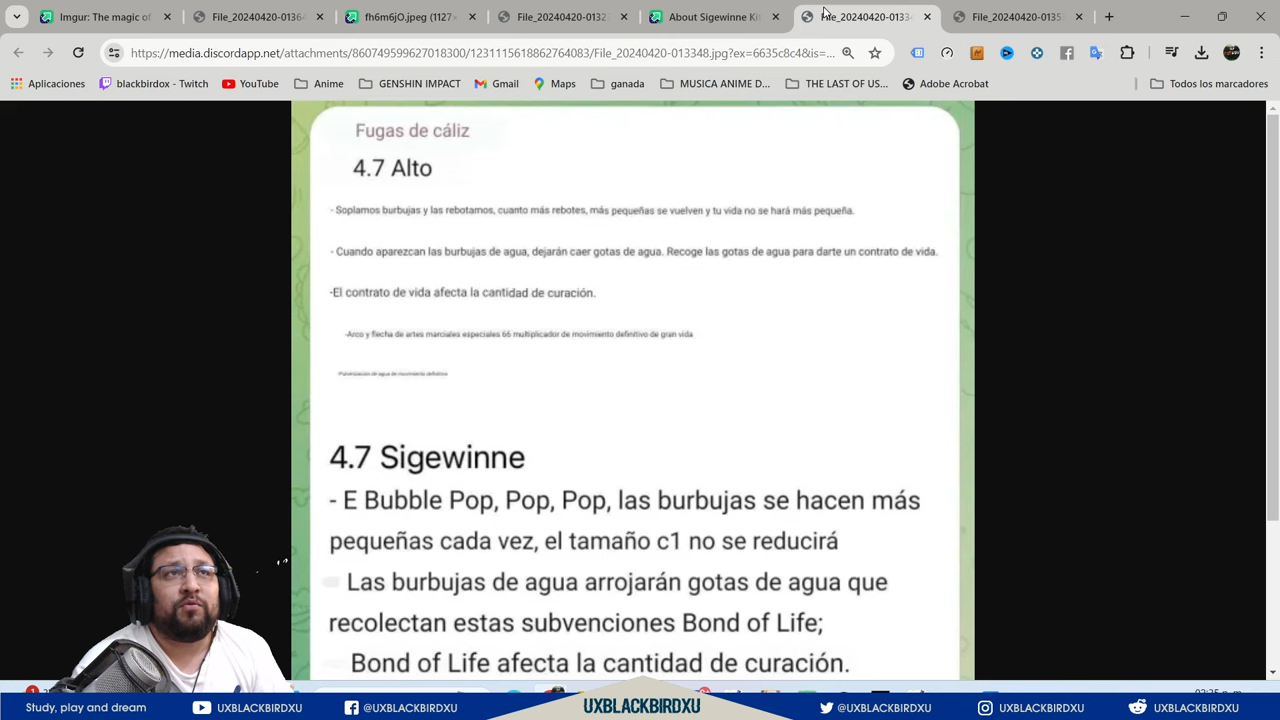 Imgur: The magic of
File_20240420-0136
fh6m6jO.jpeg (1127×
File_20240420-0132
About Sigewinne Ki
File_20240420-0133
File_20240420-0135
https://media.discordapp.net/attachments/860749599627018300/1231115618862764083/File_20240420-013348.jpg?ex=6635c8c4&is=...
Aplicaciones
blackbirdox - Twitch
YouTube
Anime
GENSHIN IMPACT
Gmail
Maps
ganada
MUSICA ANIME D...
THE LAST OF US...
Adobe Acrobat
Todos los marcadores
Fugas de cáliz
4.7 Alto
- Soplamos burbujas y las rebotamos, cuanto más rebotes, más pequeñas se vuelven y tu vida no se hará más pequeña.
- Cuando aparezcan las burbujas de agua, dejarán caer gotas de agua. Recoge las gotas de agua para darte un contrato de vida.
-El contrato de vida afecta la cantidad de curación.
-Arco y flecha de artes marciales especiales 66 multiplicador de movimiento definitivo de gran vida
*Pulverización de agua de movimiento definitivo
4.7 Sigewinne
- E Bubble Pop, Pop, Pop, las burbujas se hacen más
pequeñas cada vez, el tamaño c1 no se reducirá
Las burbujas de agua arrojarán gotas de agua que
recolectan estas subvenciones Bond of Life;
Bond of Life afecta la cantidad de curación.
Study, play and dream
UXBLACKBIRDXU
@UXBLACKBIRDXU
UXBLACKBIRDXU
@UXBLACKBIRDXU
UXBLACKBIRDXU
UXBLACKBIRDXU